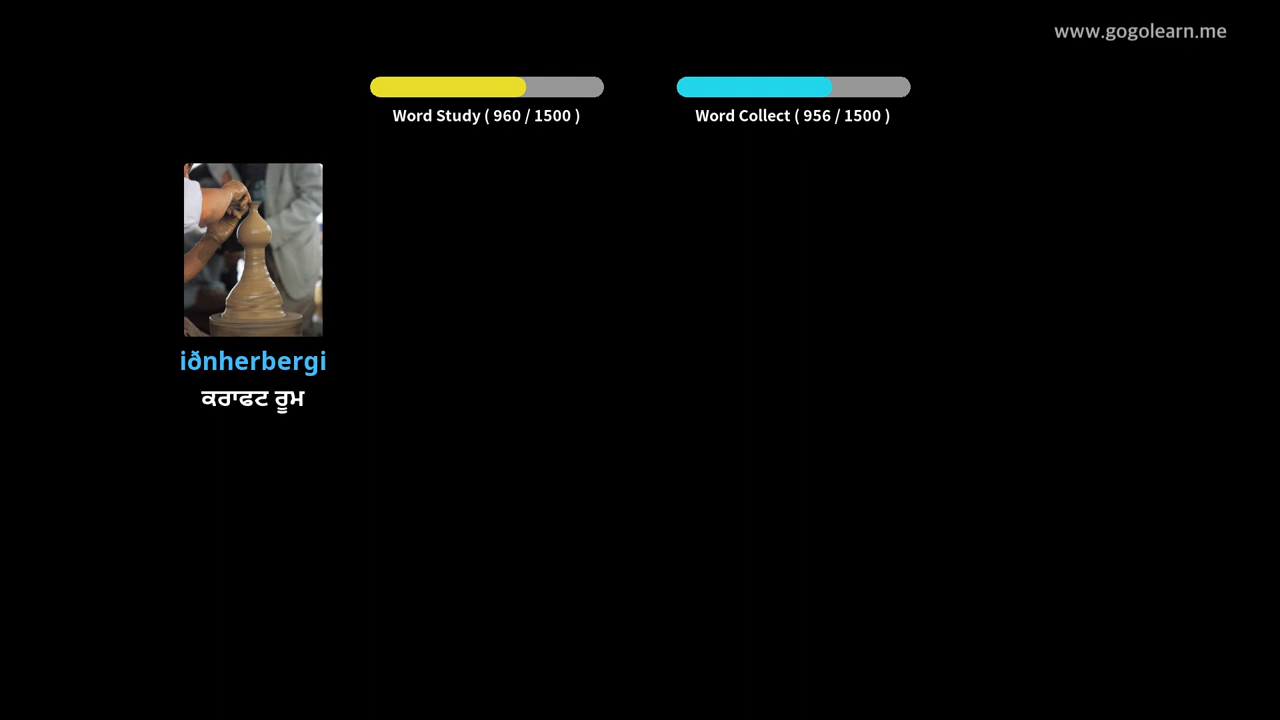 www.gogolearn.me
Word Study ( 960 / 1500 )
Word Collect ( 956 / 1500 )
iðnherbergi
ਕਰਾਫਟ ਰੂਮ